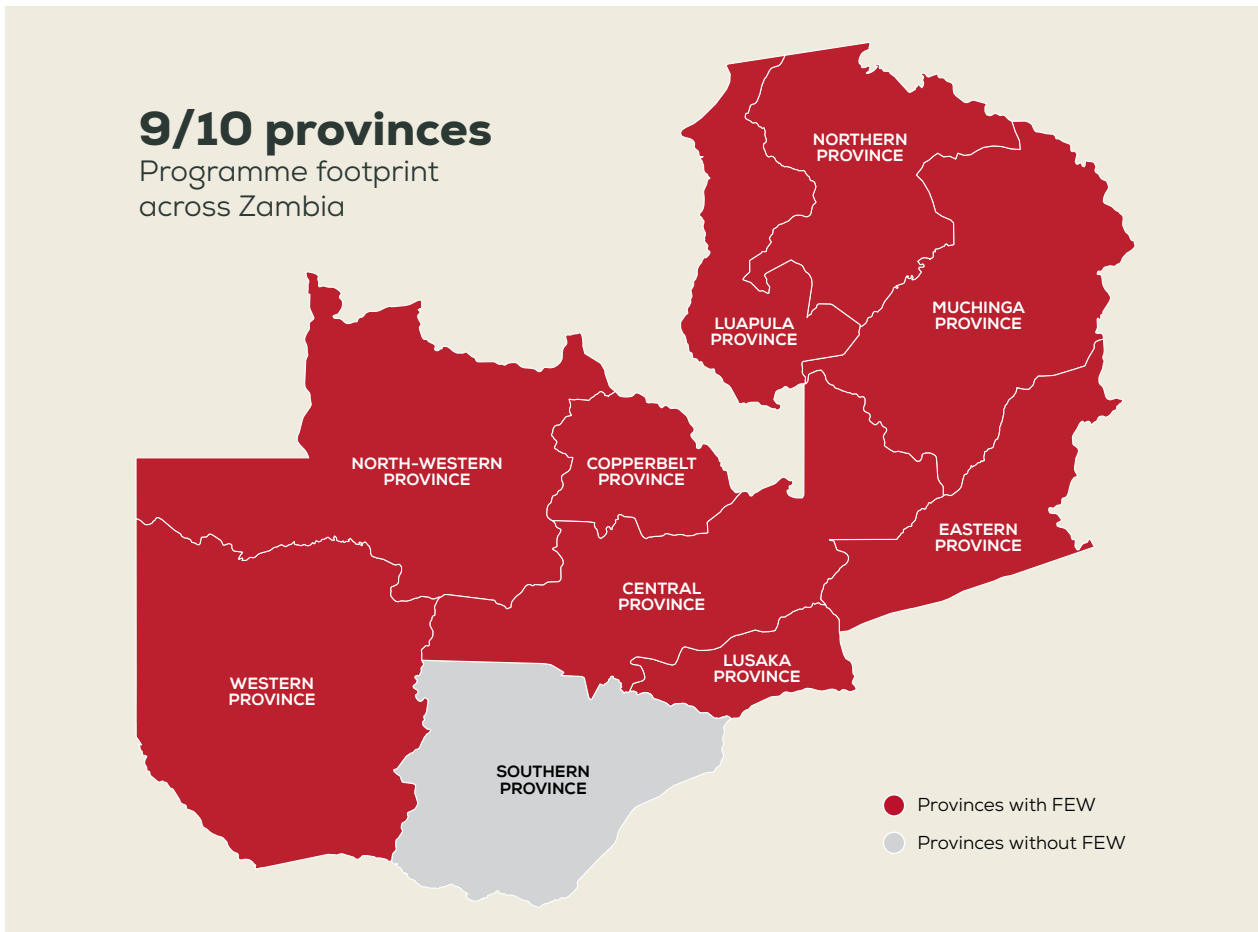 9/10 provinces
Programme footprint
across Zambia
NORTHERN
PROVINCE
LUAPULA
PROVINCE
MUCHINGA
PROVINCE
NORTH-WESTERN
PROVINCE
COPPERBELT
PROVINCE
EASTERN
PROVINCE
CENTRAL
PROVINCE
LUSAKA
PROVINCE
WESTERN
PROVINCE
SOUTHERN
PROVINCE
Provinces with FEW
Provinces without FEW